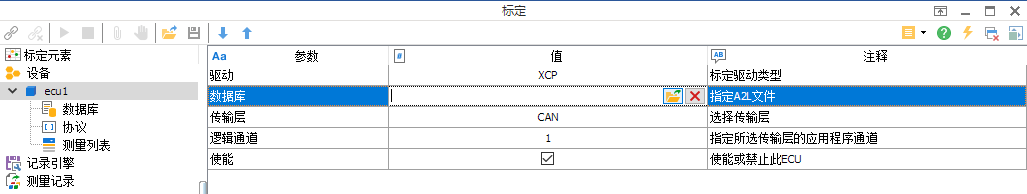 标定
标定元素
设备
ecu1
数据库
协议
测量列表
记录引擎
测量记录
Aa 参数 # 值 AB 注释
驱动 XCP 标定驱动类型
数据库 指定A2L文件
传输层 CAN 选择传输层
逻辑通道 1 指定所选传输层的应用程序通道
使能 使能或禁止此ECU